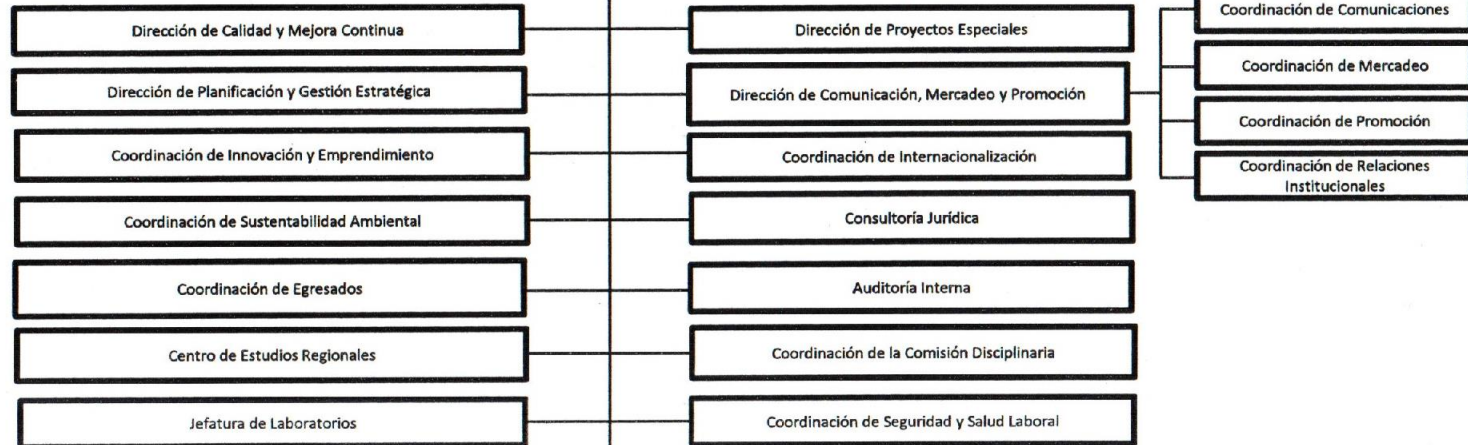 Dirección de Calidad y Mejora Continua
Dirección de Planificación y Gestión Estratégica
Coordinación de Innovación y Emprendimiento
Coordinación de Sustentabilidad Ambiental
Coordinación de Egresados
Centro de Estudios Regionales
Jefatura de Laboratorios
Dirección de Proyectos Especiales
Dirección de Comunicación, Mercadeo y Promoción
Coordinación de Internacionalización
Consultoría Jurídica
Auditoría Interna
Coordinación de la Comisión Disciplinaria
Coordinación de Seguridad y Salud Laboral
Coordinación de Comunicaciones
Coordinación de Mercadeo
Coordinación de Promoción
Coordinación de Relaciones
Institucionales